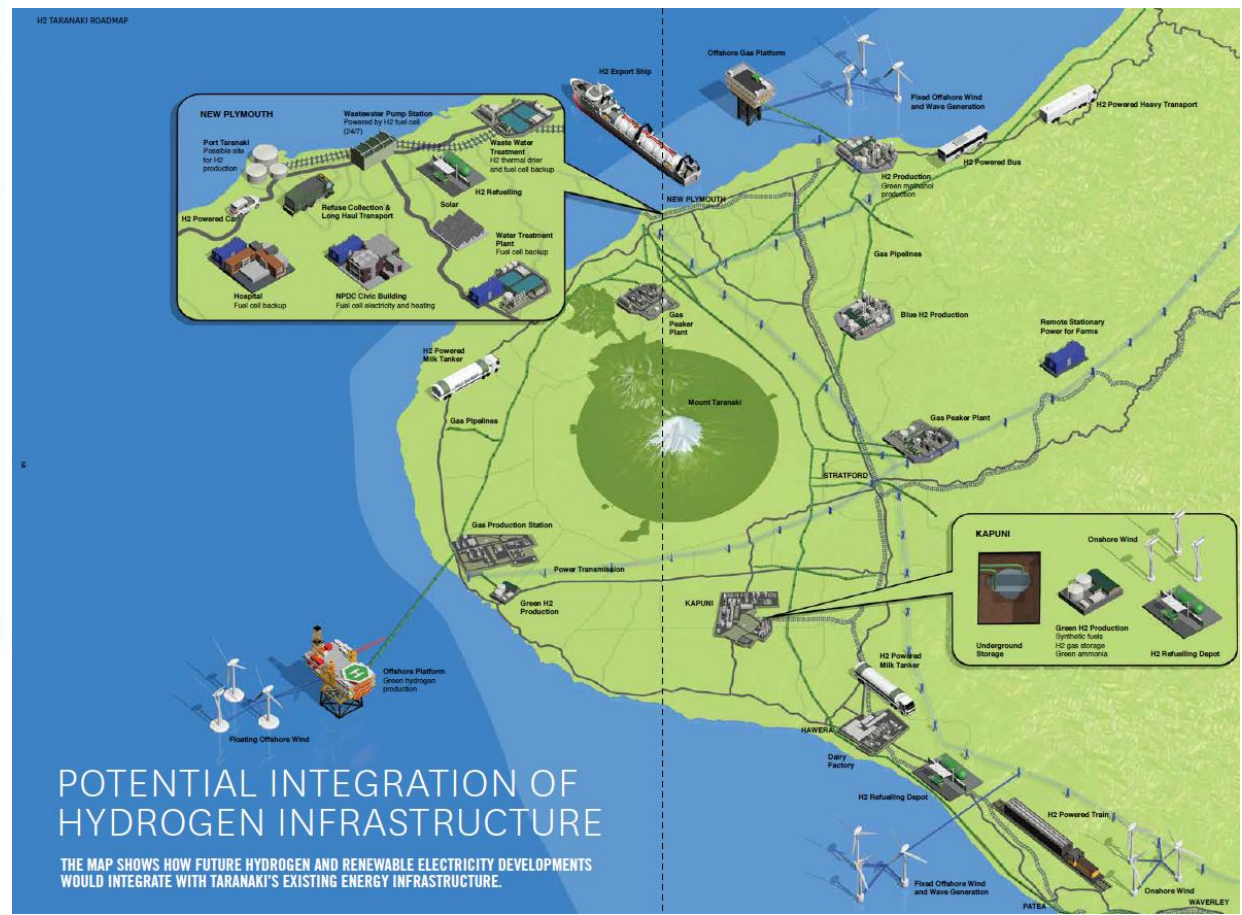 H2 TARANAKI ROADMAP
H2 Export Ship
Offshore Gas Platform
Fixed Offshore Wind
and Wave Generation
H2 Powered Heavy Transport
H2 Powered Bus
H2 Production
Green methanol
production
NEW PLYMOUTH
Port Taranaki
Possible site
for H2
production
Wastewater Pump Station
Powered by H2 fuel cell
(24/7)
Waste Water
Treatment
H2 thermal drier
and fuel cell backup
H2 Refuelling
H2 Powered Car
Refuse Collection &
Long Haul Transport
Solar
Water Treatment
Plant
Fuel cell backup
Hospital
Fuel cell backup
NPDC Civic Building
Fuel cell electricity and heating
NEW PLYMOUTH
Gas Pipelines
Gas
Peaker
Plant
Blue H2 Production
Remote Stationary
Power for Farms
H2 Powered
Milk Tanker
Mount Taranaki
Gas Pipelines
Gas Peaker Plant
6
STRATFORD
Gas Production Station
Power Transmission
Green H2
Production
KAPUNI
KAPUNI
Onshore Wind
Underground
Storage
Green H2 Production
Synthetic fuels
H2 gas storage
Green ammonia
H2 Refuelling Depot
Offshore Platform
Green hydrogen
production
H
Floating Offshore Wind
H2 Powered
Milk Tanker
HAWERA
Dairy
Factory
H2 Refuelling Depot
H2 Powered Train
Fixed Offshore Wind
and Wave Generation
Onshore Wind
PATEA
WAVERLEY
POTENTIAL INTEGRATION OF
HYDROGEN INFRASTRUCTURE
THE MAP SHOWS HOW FUTURE HYDROGEN AND RENEWABLE ELECTRICITY DEVELOPMENTS
WOULD INTEGRATE WITH TARANAKI'S EXISTING ENERGY INFRASTRUCTURE.